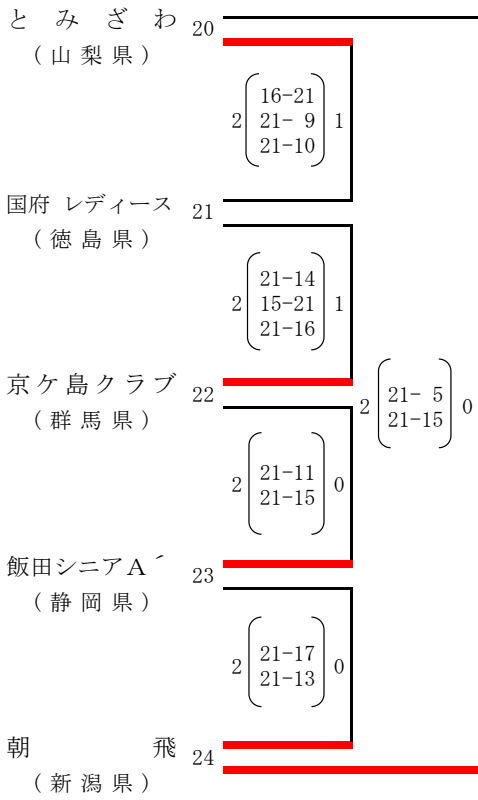 とみざわ 20
(山梨県)
2 16-21 1
21- 9
21-10
国府 レディース 21
(徳島県)
2 21-14 1
15-21
21-16
京ケ島クラブ 22
(群馬県)
2 21- 5 0
21-15
2 21-11 0
21-15
飯田シニアA´ 23
(静岡県)
2 21-17 0
21-13
朝飛 24
(新潟県)